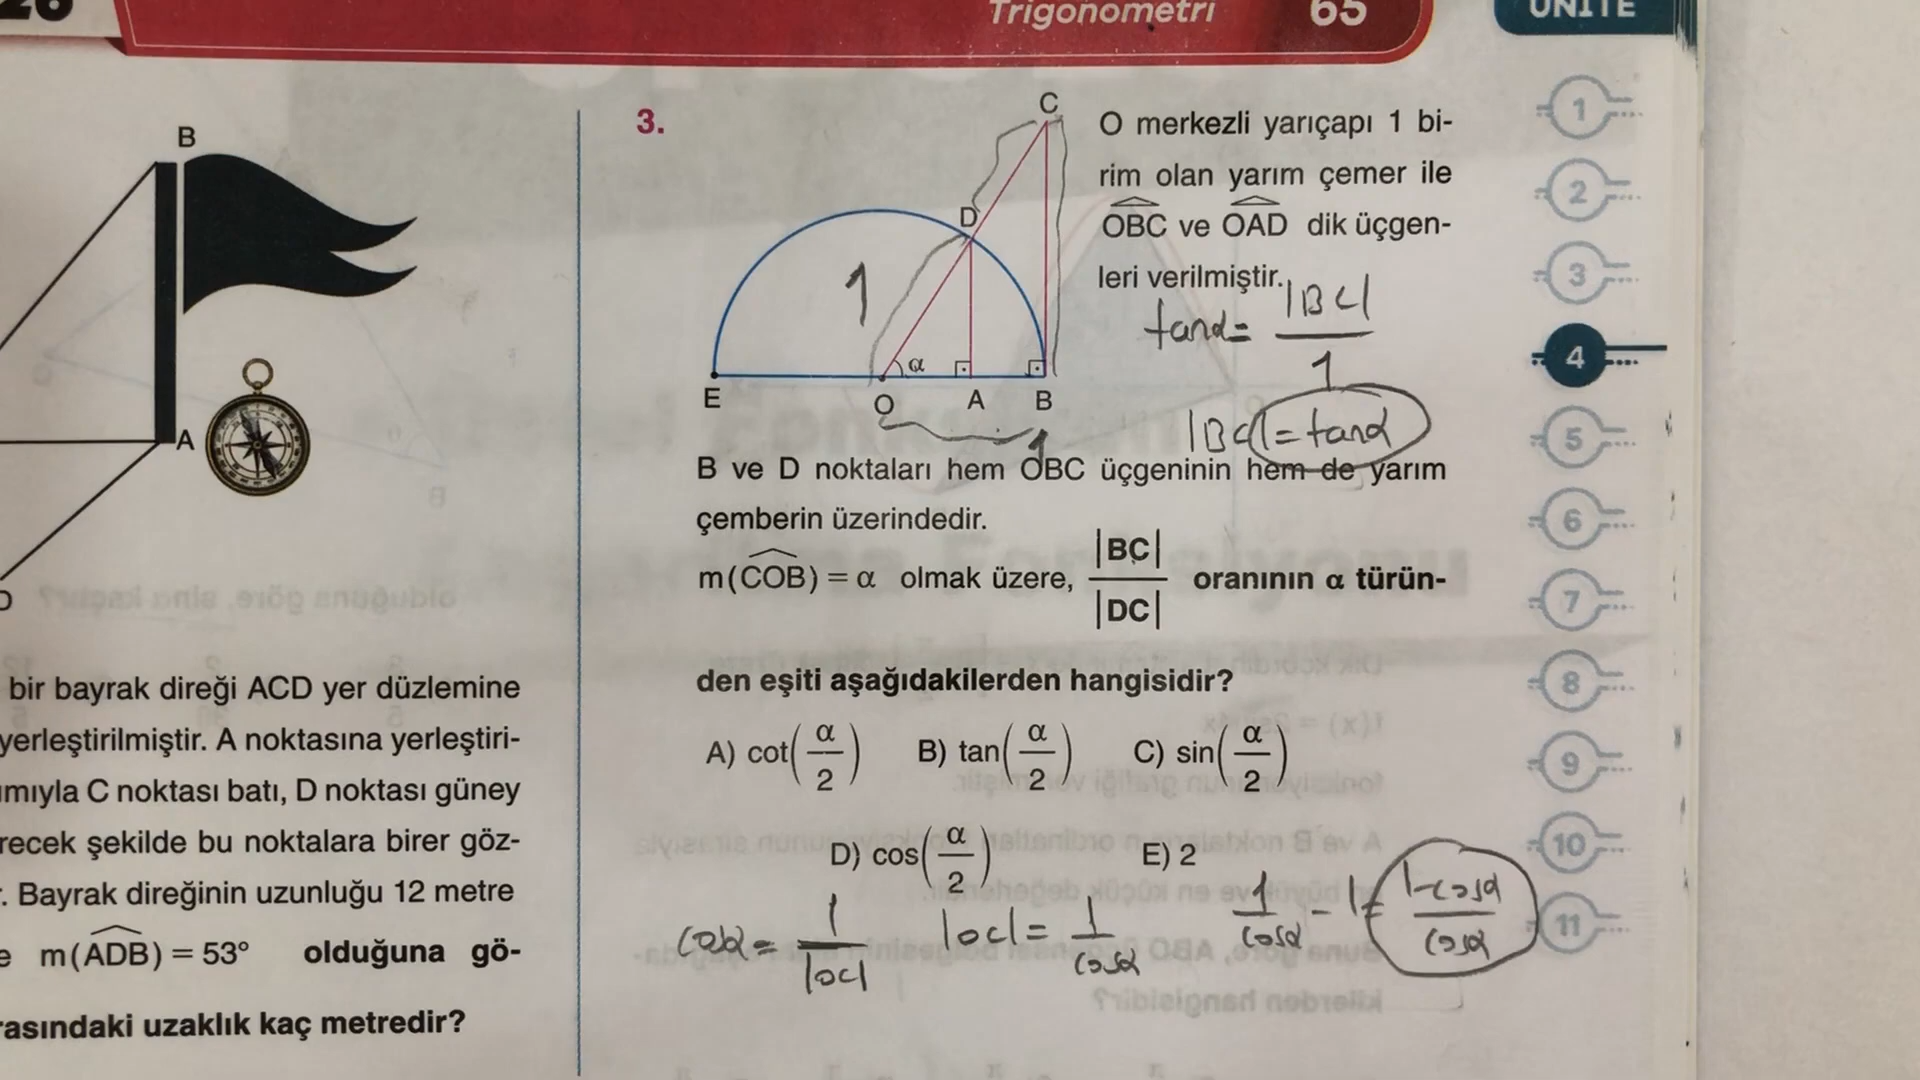 Trigonometri
65
ÜNİTE
B
A
bir bayrak direği ACD yer düzlemine
yerleştirilmiştir. A noktasına yerleştiri-
C noktası batı, D noktası güney
recek şekilde bu noktalara birer göz-
. Bayrak direğinin uzunluğu 12 metre
m(ADB) = 53° olduğuna gö-
rasındaki uzaklık kaç metredir?
3.
C
D
1
α
E
O
A
B
1
O merkezli yarıçapı 1 bi-
rim olan yarım çemer ile
OBC ve OAD dik üçgen-
leri verilmiştir.
tanα = |BC| / 1
|BC| = tanα
B ve D noktaları hem OBC üçgeninin hem de yarım
çemberin üzerindedir.
m(COB) = α olmak üzere, |BC| / |DC| oranının α türün-
den eşiti aşağıdakilerden hangisidir?
A) cot(α/2) B) tan(α/2) C) sin(α/2)
D) cos(α/2) E) 2
cosα = 1 / |OC| |OC| = 1 / cosα 1 / cosα - 1 = 1-cosα / cosα
1
2
3
4
5
6
7
8
9
10
11